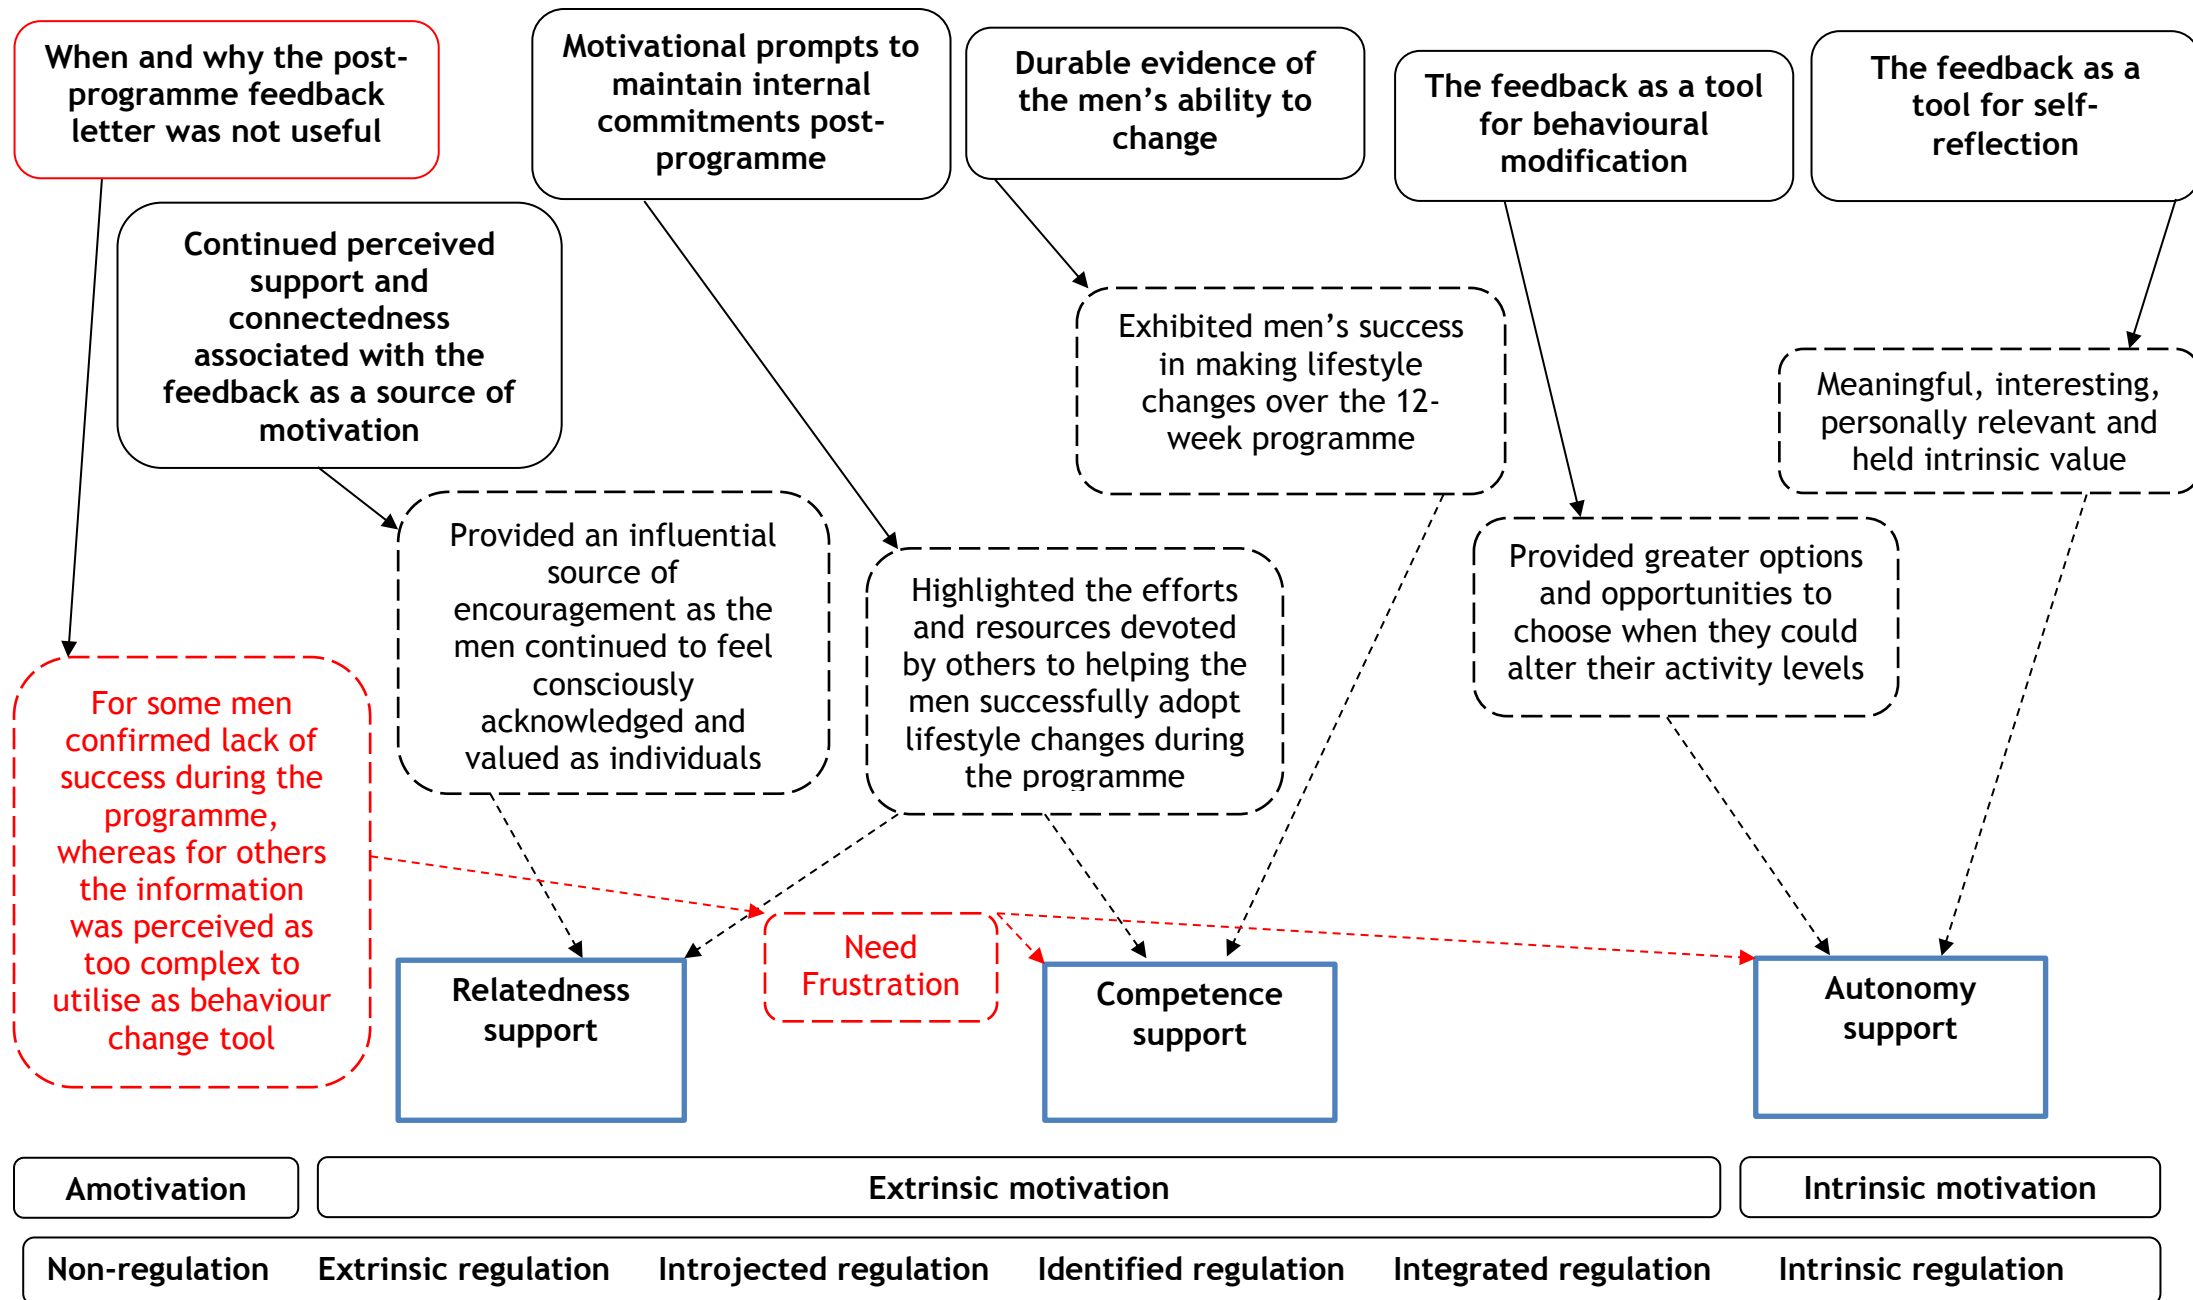 When and why the post-
programme feedback
letter was not useful
Motivational prompts to
maintain internal
commitments post-
programme
Durable evidence of
the men’s ability to
change
The feedback as a tool
for behavioural
modification
The feedback as a
tool for self-
reflection
Continued perceived
support and
connectedness
associated with the
feedback as a source of
motivation
Exhibited men’s success
in making lifestyle
changes over the 12-
week programme
Meaningful, interesting,
personally relevant and
held intrinsic value
Provided an influential
source of
encouragement as the
men continued to feel
consciously
acknowledged and
valued as individuals
Highlighted the efforts
and resources devoted
by others to helping the
men successfully adopt
lifestyle changes during
the programme
Provided greater options
and opportunities to
choose when they could
alter their activity levels
For some men
confirmed lack of
success during the
programme,
whereas for others
the information
was perceived as
too complex to
utilise as behaviour
change tool
Need
Frustration
Relatedness
support
Competence
support
Autonomy
support
Amotivation
Extrinsic motivation
Intrinsic motivation
Non-regulation Extrinsic regulation Introjected regulation Identified regulation Integrated regulation Intrinsic regulation